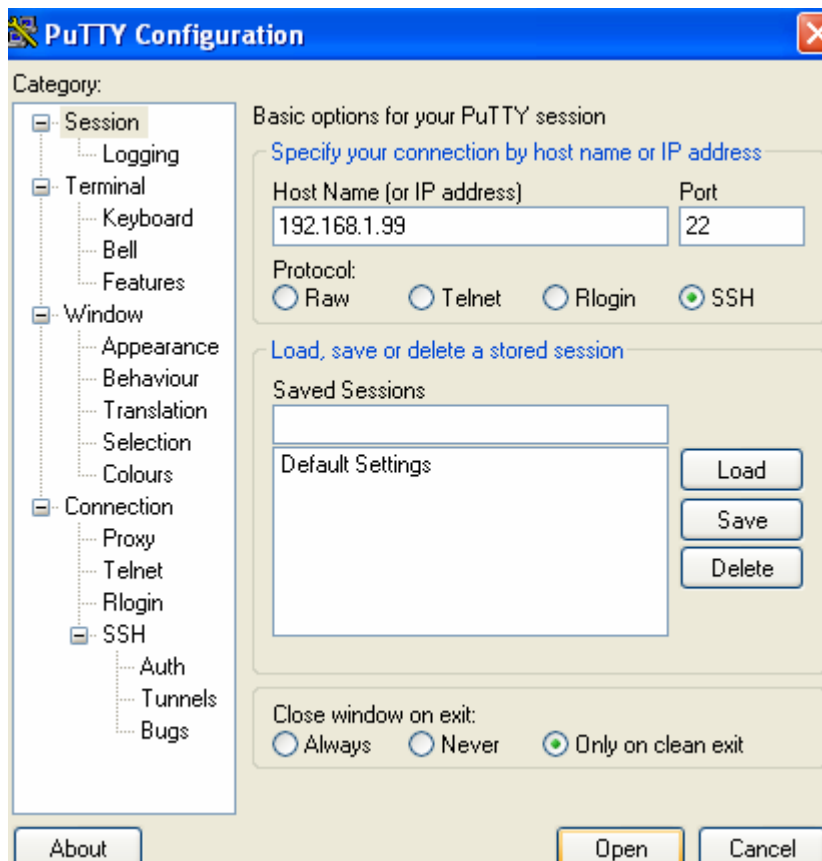 PuTTY Configuration
Category:
Session
Logging
Terminal
Keyboard
Bell
Features
Window
Appearance
Behaviour
Translation
Selection
Colours
Connection
Proxy
Telnet
Rlogin
SSH
Auth
Tunnels
Bugs
Basic options for your PuTTY session
Specify your connection by host name or IP address
Host Name (or IP address) Port
192.168.1.99 22
Protocol:
Raw Telnet Rlogin SSH
Load, save or delete a stored session
Saved Sessions
Default Settings
Load
Save
Delete
Close window on exit:
Always Never Only on clean exit
About Open Cancel